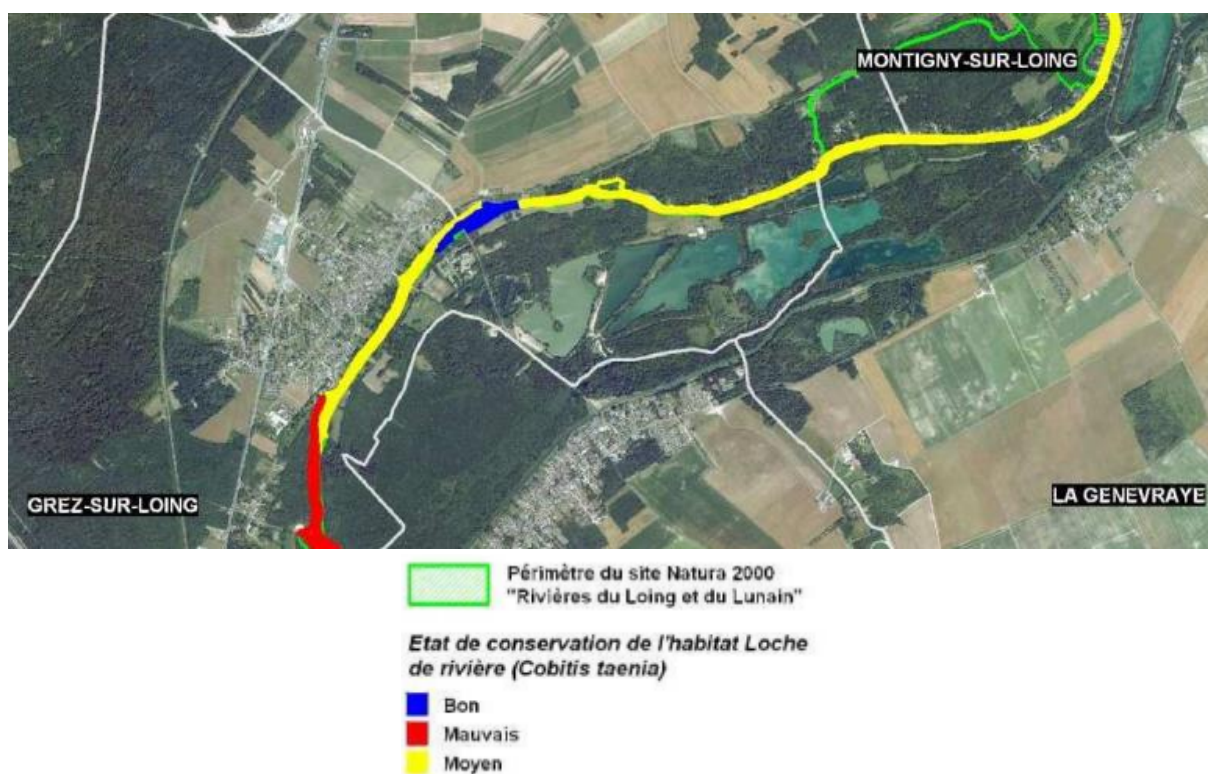 MONTIGNY-SUR-LOING
GREZ-SUR-LOING
LA GENEVRAYE
Périmètre du site Natura 2000
"Rivières du Loing et du Lunain"
Etat de conservation de l'habitat Loche
de rivière (Cobitis taenia)
Bon
Mauvais
Moyen